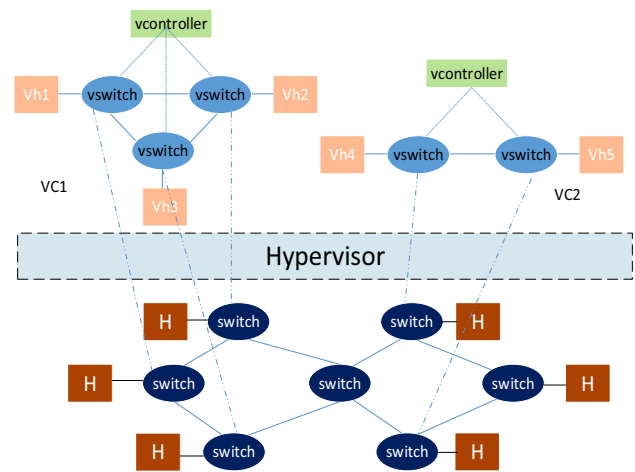 vcontroller
vcontroller
Vh1
vswitch
vswitch
Vh2
vswitch
Vh4
vswitch
vswitch
Vh5
VC1
VC2
Vh3
Hypervisor
H
switch
switch
H
H
switch
switch
switch
H
H
switch
switch
H